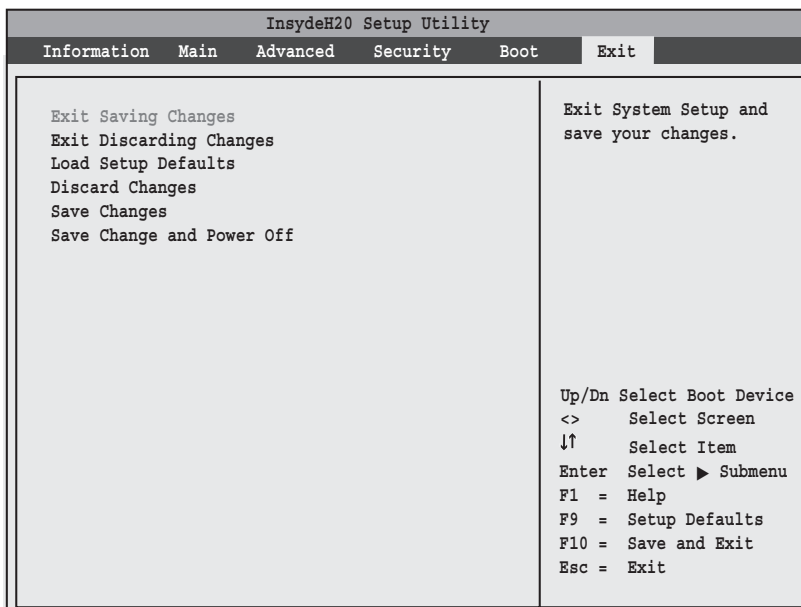 InsydeH20 Setup Utility
Information Main Advanced Security Boot Exit
Exit Saving Changes
Exit Discarding Changes
Load Setup Defaults
Discard Changes
Save Changes
Save Change and Power Off
Exit System Setup and
save your changes.
Up/Dn Select Boot Device
<> Select Screen
↓↑ Select Item
Enter Select ▶ Submenu
F1 = Help
F9 = Setup Defaults
F10 = Save and Exit
Esc = Exit